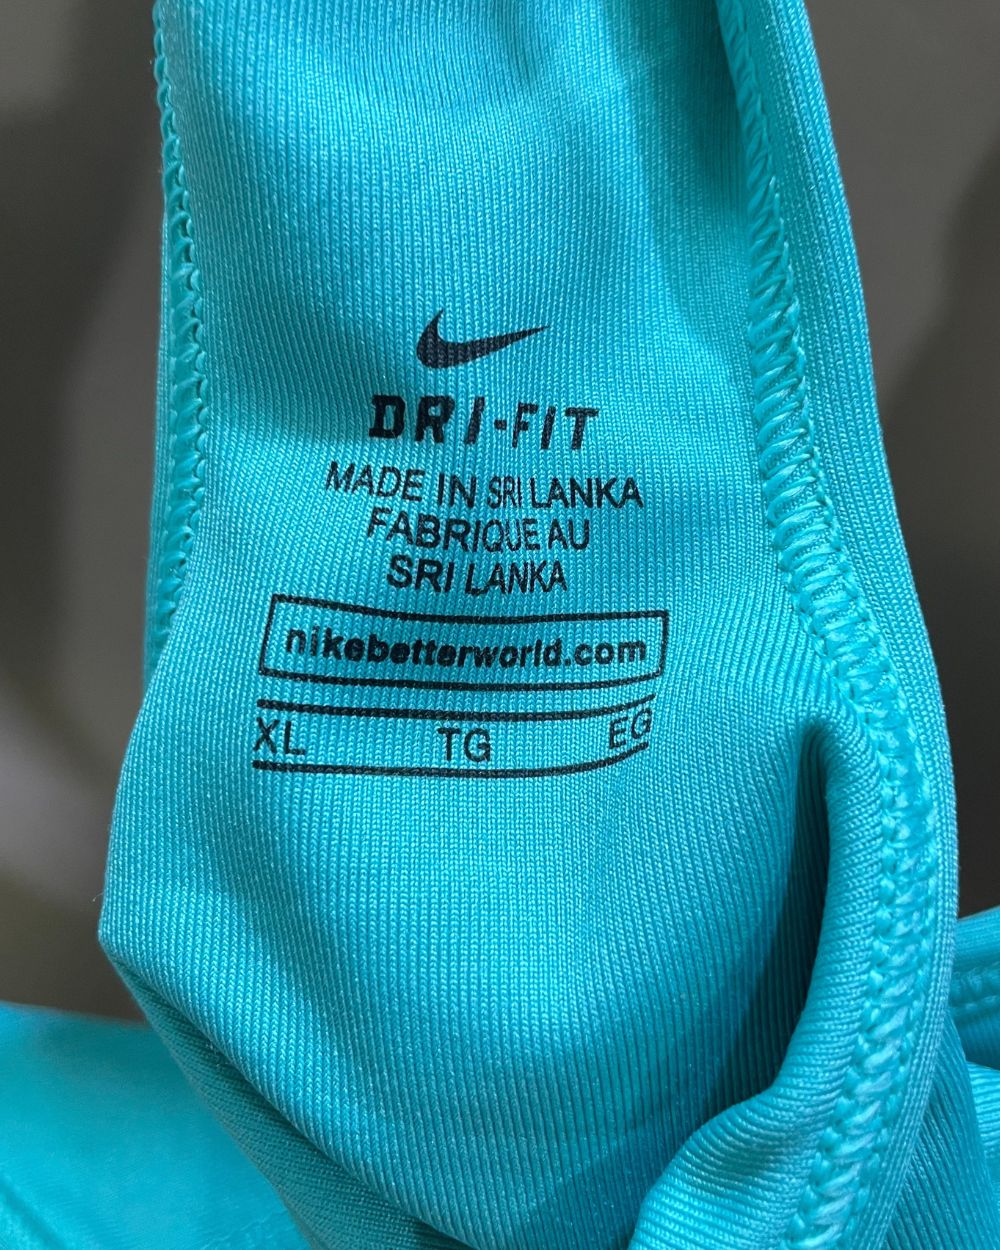 DRI-FIT
MADE IN SRI LANKA
FABRIQUE AU
SRI LANKA
nikebetterworld.com
XL TG EG